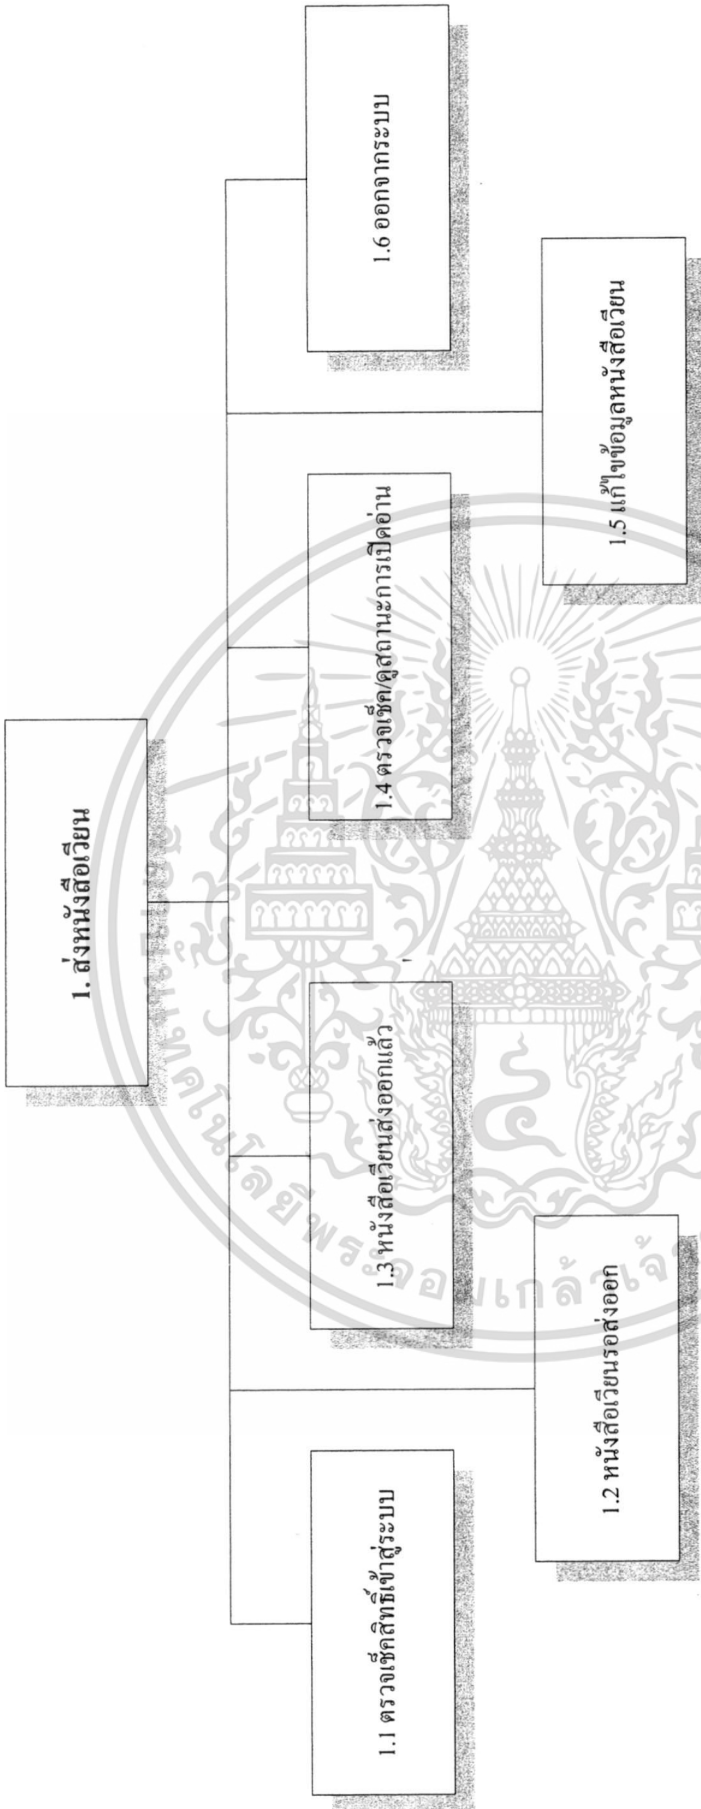 1. ส่งหนังสือเวียน
1.1 ตรวจเช็คสิทธิ์เข้าสู่ระบบ
1.2 หนังสือเวียนรอส่งออก
1.3 หนังสือเวียนส่งออกแล้ว
1.4 ตรวจเช็ค/ดูสถานะการเปิดอ่าน
1.5 แก้ไขข้อมูลหนังสือเวียน
1.6 ออกจากระบบ